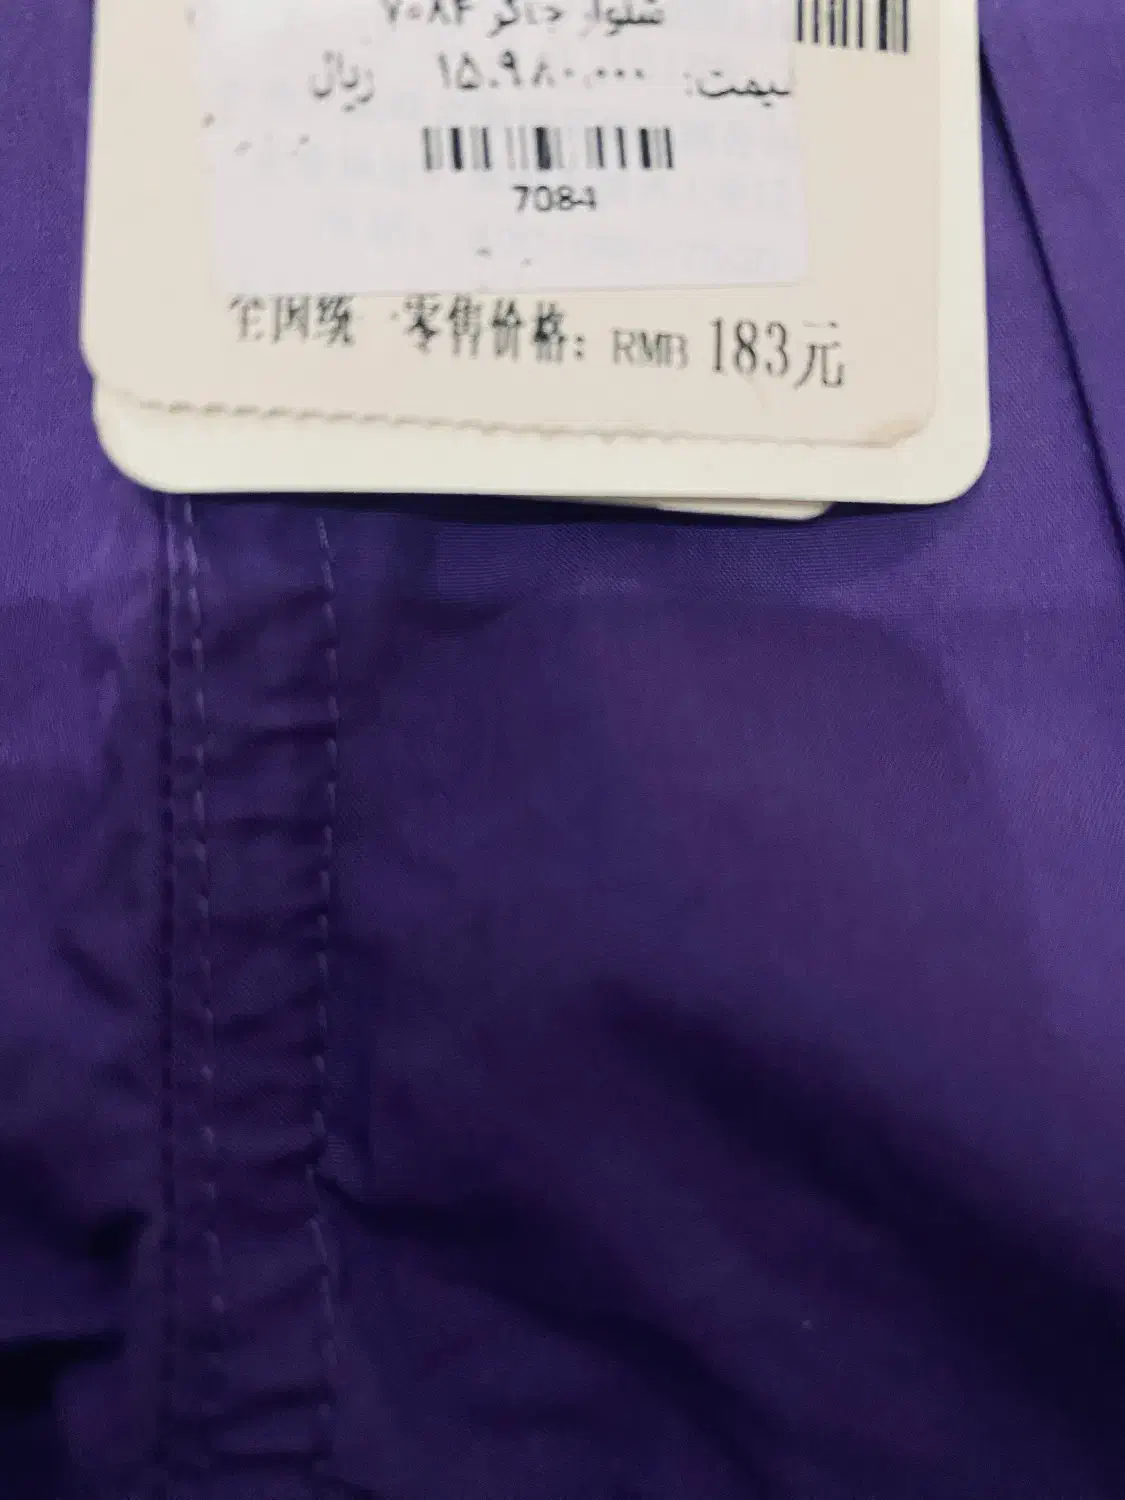 شلوار جاگر ۷۰۸۴
قیمت: ۱۵.۹۸۰.۰۰۰ ریال
7084
全国统一零售价格：RMB 183元